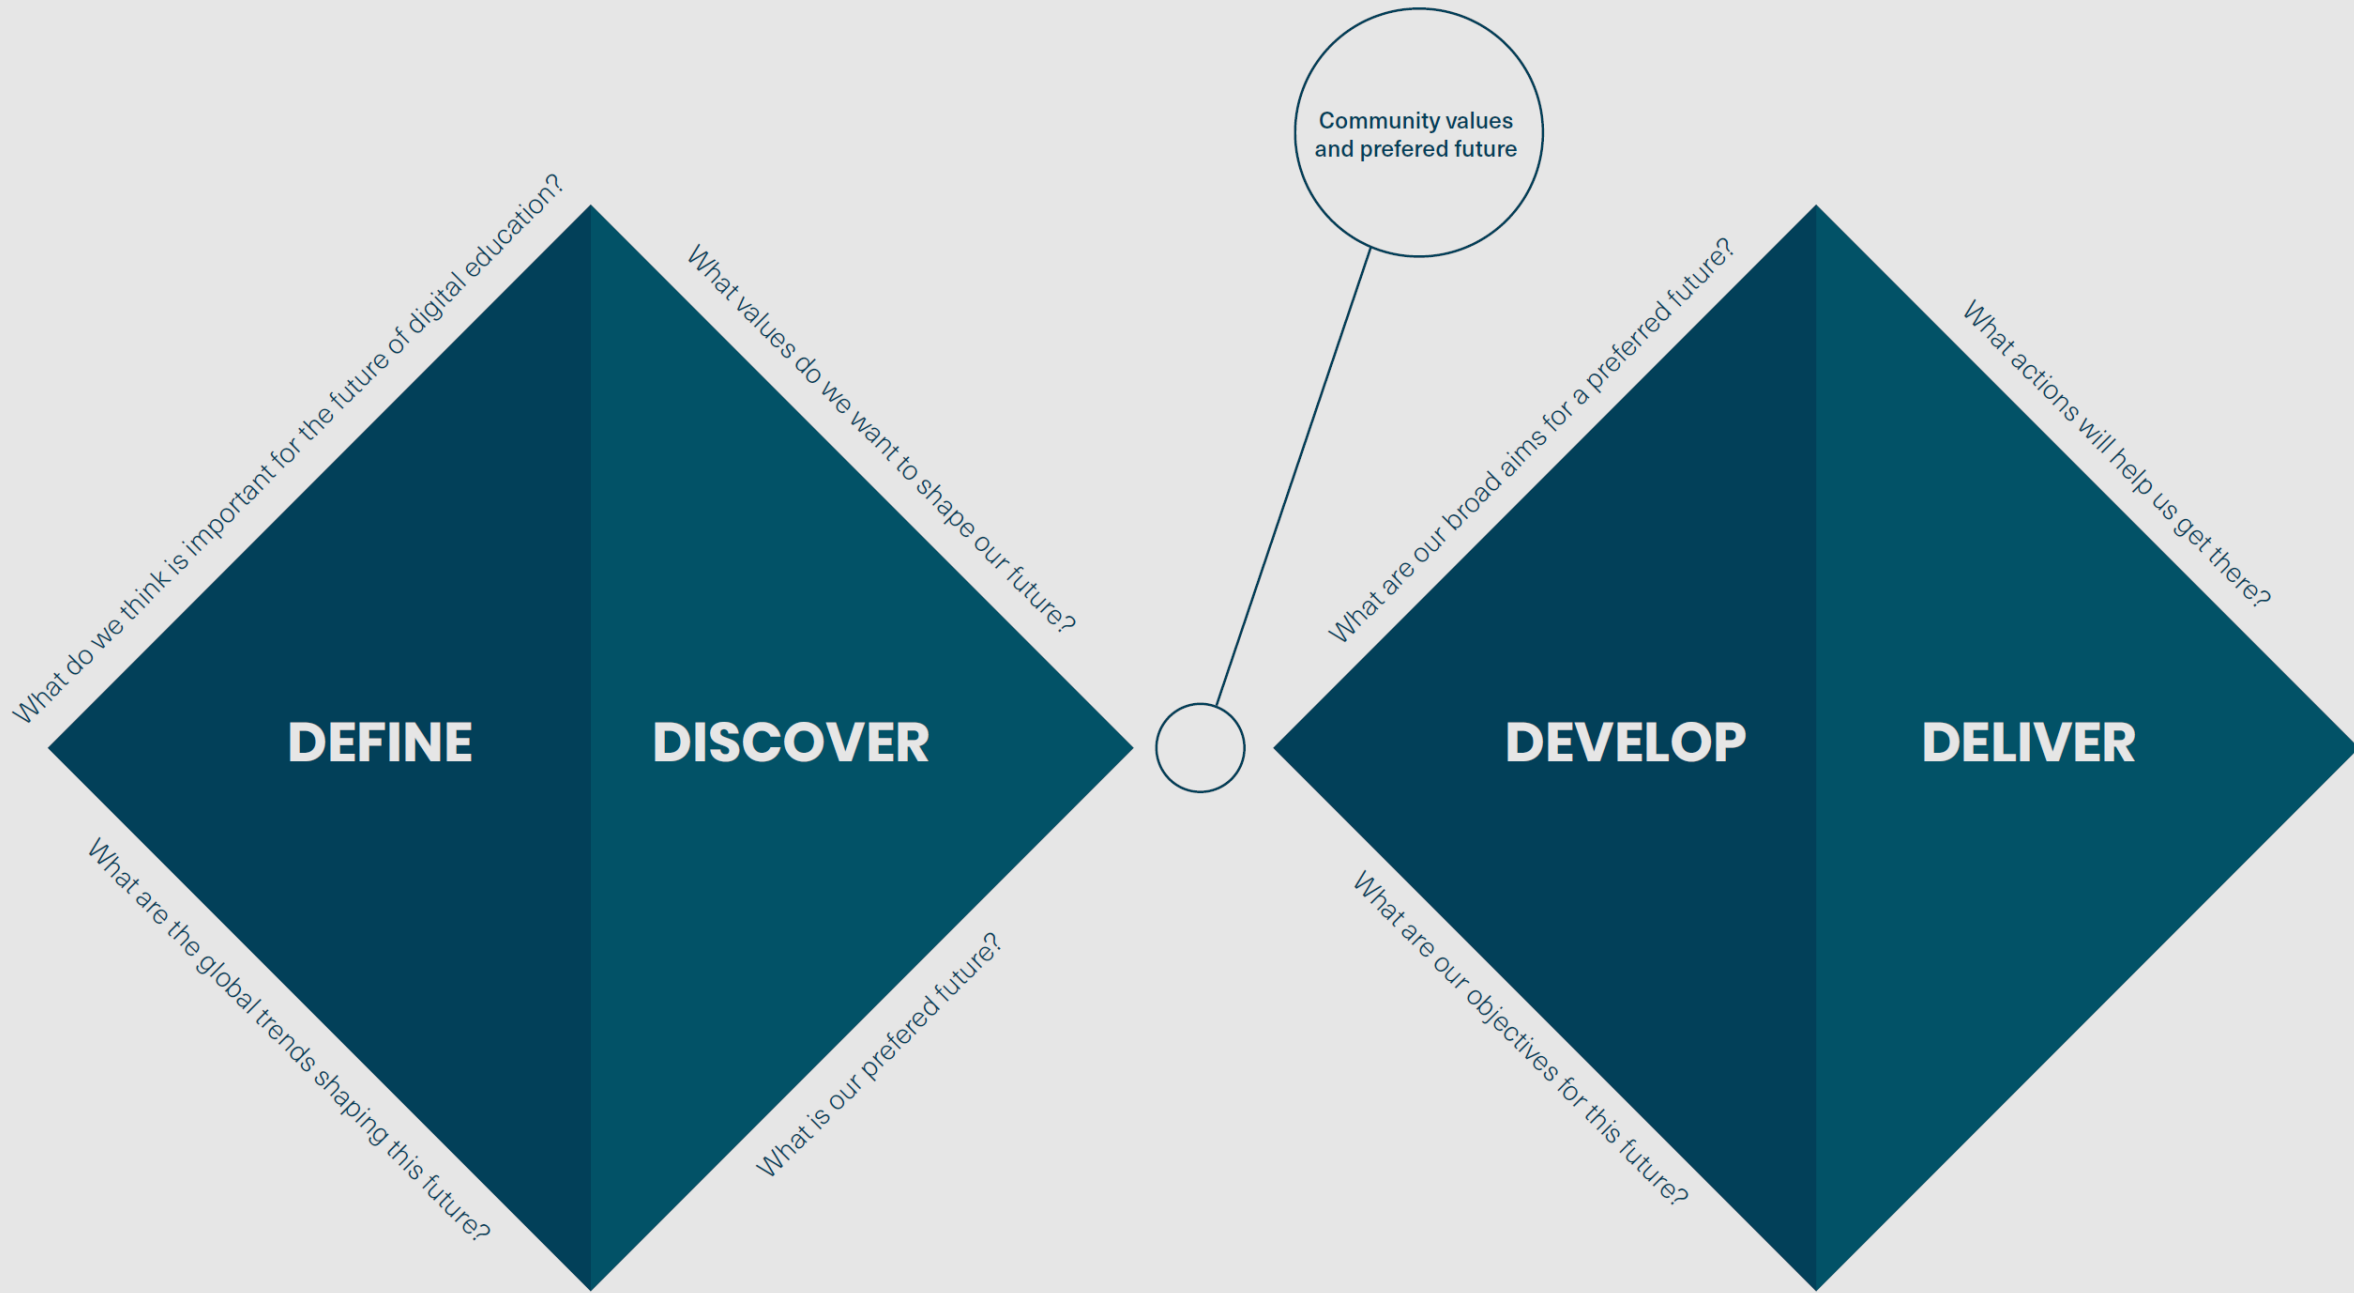 Community values
and prefered future
What do we think is important for the future of digital education?
What values do we want to shape our future?
DEFINE
DISCOVER
What are the global trends shaping this future?
What is our prefered future?
What are our broad aims for a preferred future?
What actions will help us get there?
DEVELOP
DELIVER
What are our objectives for this future?